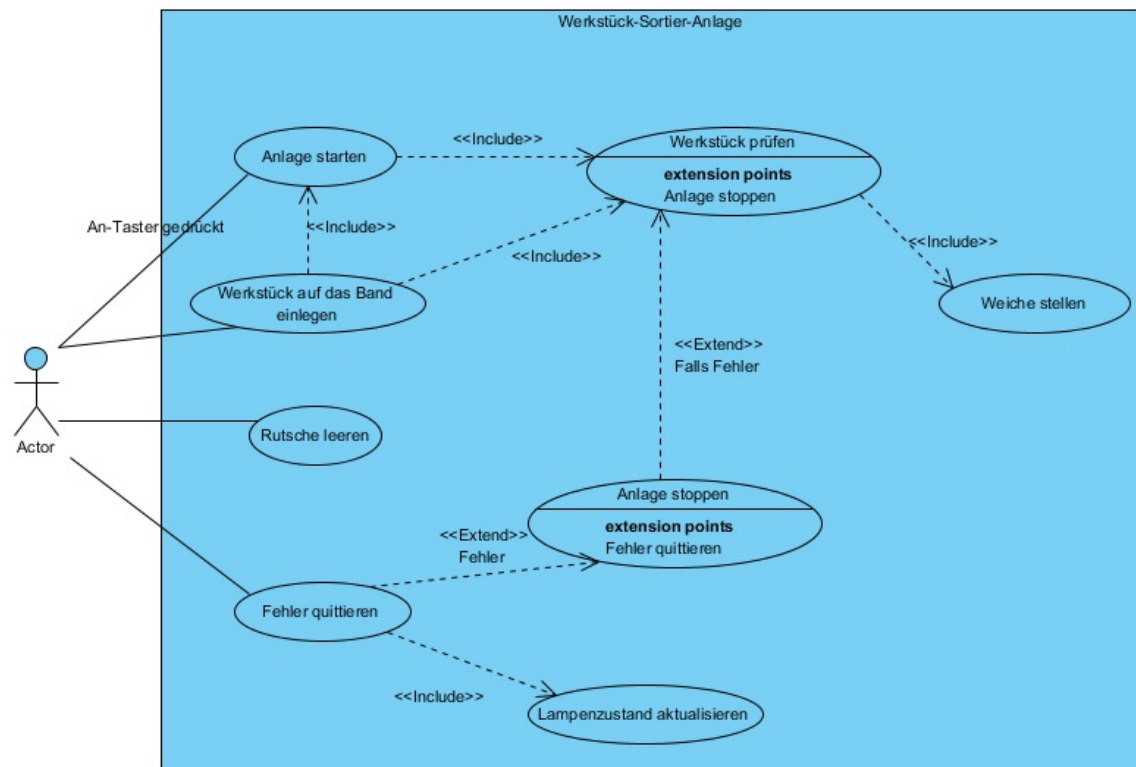 Werkstück-Sortier-Anlage
<<Include>>
Werkstück prüfen
Anlage starten
extension points
Anlage stoppen
An-Taster gedrückt
<<Include>>
<<Include>>
<<Include>>
Werkstück auf das Band
einlegen
Weiche stellen
<<Extend>>
Falls Fehler
Actor
Rutsche leeren
Anlage stoppen
extension points
Fehler quittieren
<<Extend>>
Fehler
Fehler quittieren
<<Include>>
Lampenzustand aktualisieren